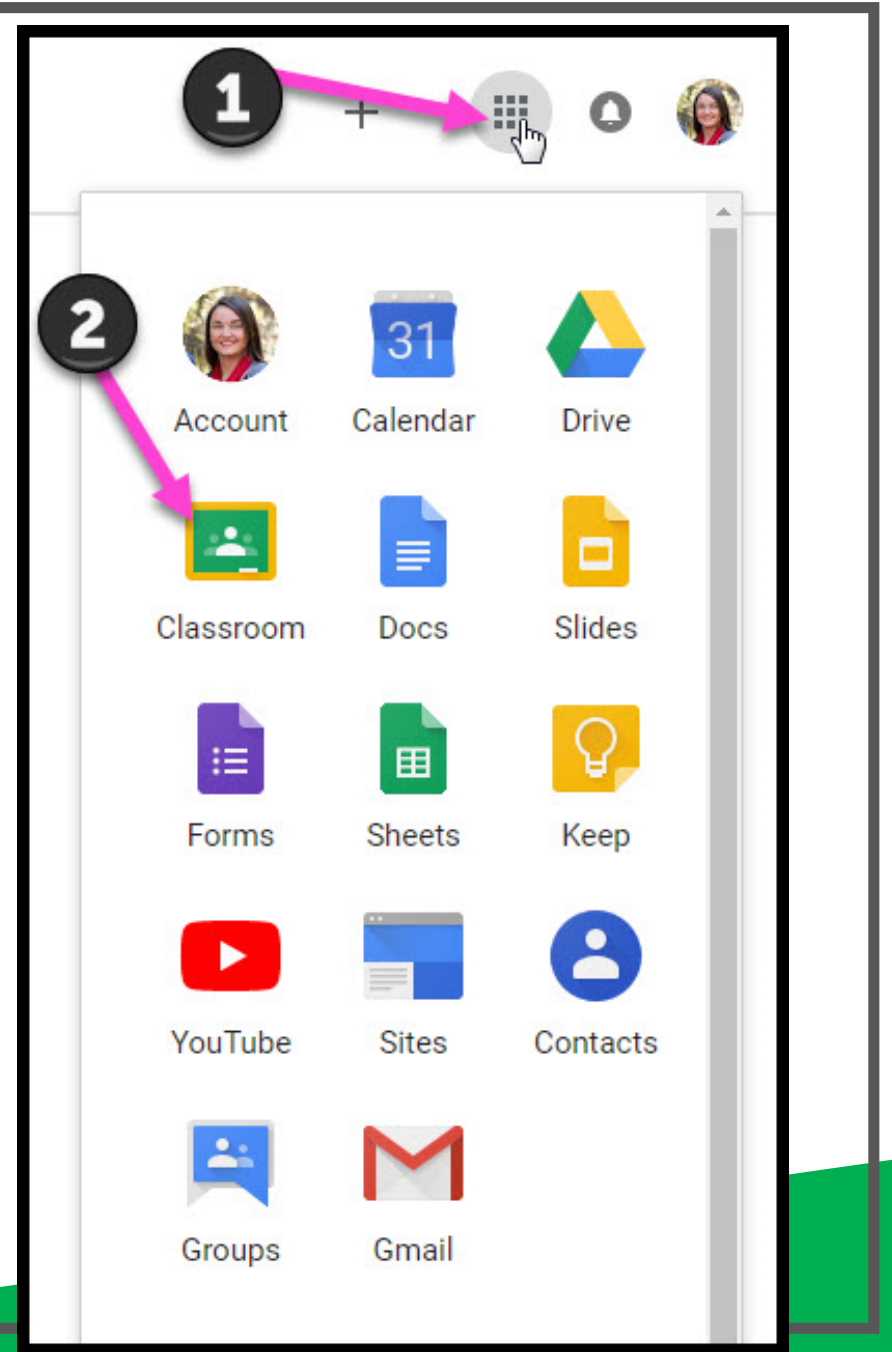 1
2
31
Account Calendar Drive
Classroom Docs Slides
Forms Sheets Keep
YouTube Sites Contacts
Groups Gmail